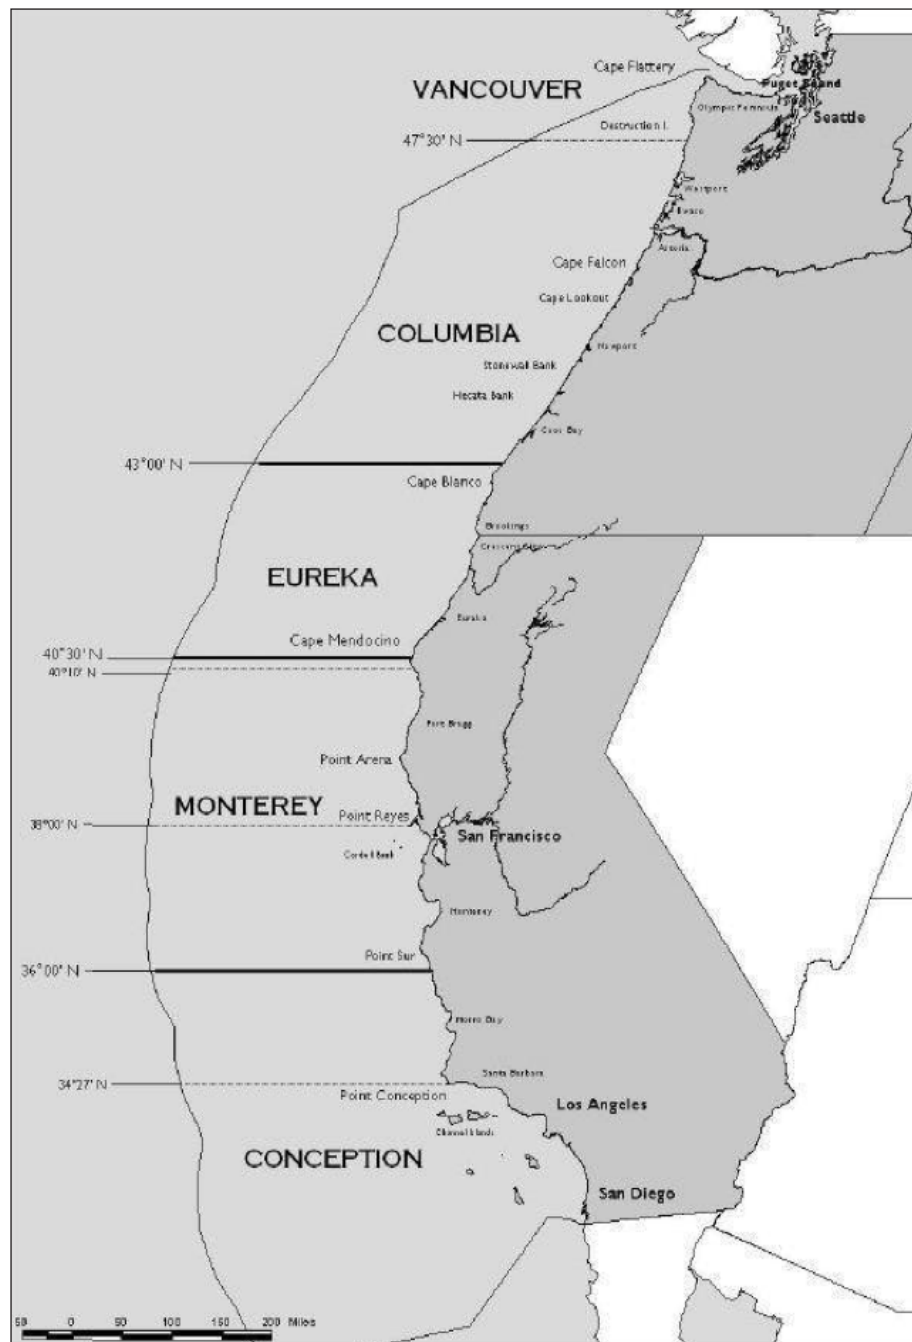 Cape Flattery
VANCOUVER
Puget Sound
Olympic Peninsula
Seattle
Destruction I.
47°30' N
Westport
Ilwaco
Astoria
Cape Falcon
Cape Lookout
COLUMBIA
Newport
Stonewall Bank
Heceta Bank
Coos Bay
43°00' N
Cape Blanco
Brookings
Crescent City
EUREKA
Eureka
Cape Mendocino
40°30' N
40°10' N
Fort Bragg
Point Arena
MONTEREY
Point Reyes
38°00' N
San Francisco
Cordell Bank
Monterey
Point Sur
36°00' N
Morro Bay
Santa Barbara
34°27' N
Point Conception
Los Angeles
Channel Islands
CONCEPTION
San Diego
50 0 50 100 150 200 Miles